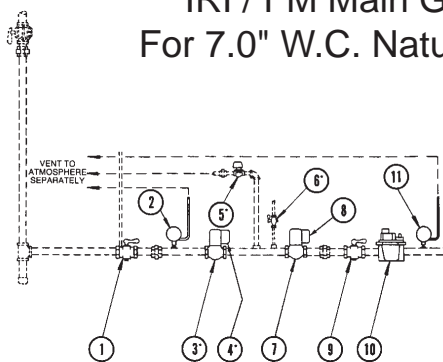 IRI / FM Main G
For 7.0" W.C. Natu
VENT TO
ATMOSPHERE
SEPARATELY
11
2
5*
6*
8
1
3*
4*
7
9
10